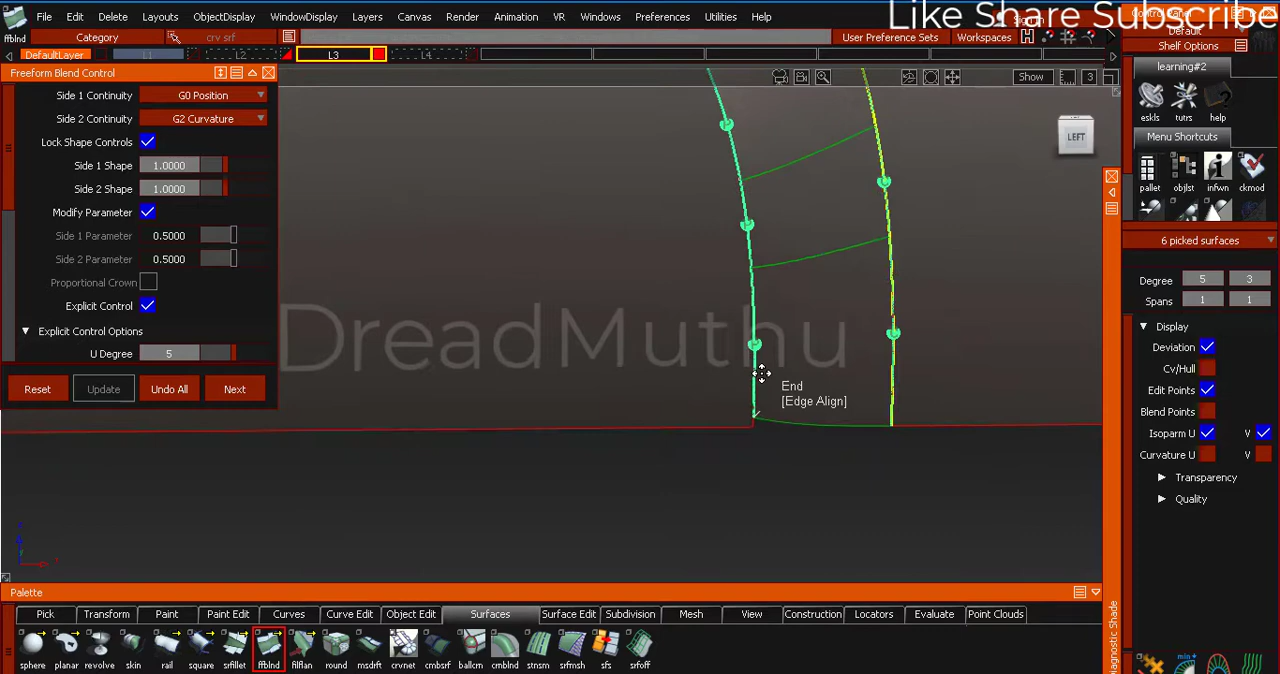 File Edit Delete Layouts ObjectDisplay WindowDisplay Layers Canvas Render Animation VR Windows Preferences Utilities Help
Like Share Subscribe
ffblnd Category crv srf User Preference Sets Workspaces Default
DefaultLayer L1 L2 L3 L4 Shelf Options
Freeform Blend Control
Side 1 Continuity G0 Position
Side 2 Continuity G2 Curvature
Lock Shape Controls
Side 1 Shape 1.0000
Side 2 Shape 1.0000
Modify Parameter
Side 1 Parameter 0.5000
Side 2 Parameter 0.5000
Proportional Crown
Explicit Control
Explicit Control Options
U Degree 5
Reset Update Undo All Next
Show 3
LEFT
DreadMuthu
End
[Edge Align]
learning#2
eskls tutrs help
Menu Shortcuts
pallet objlst infwn ckmod
6 picked surfaces
Degree 5 3
Spans 1 1
Display
Deviation
Cv/Hull
Edit Points
Blend Points
Isoparm U V
Curvature U V
Transparency
Quality
Diagnostic Shade
Palette
Pick Transform Paint Paint Edit Curves Curve Edit Object Edit Surfaces Surface Edit Subdivision Mesh View Construction Locators Evaluate Point Clouds
sphere planar revolve skin rail square srfillet ffblnd filflan round msdrft crvnet cmbsrf ballcrn cmblnd stnsm srfmsh sfs srfoff